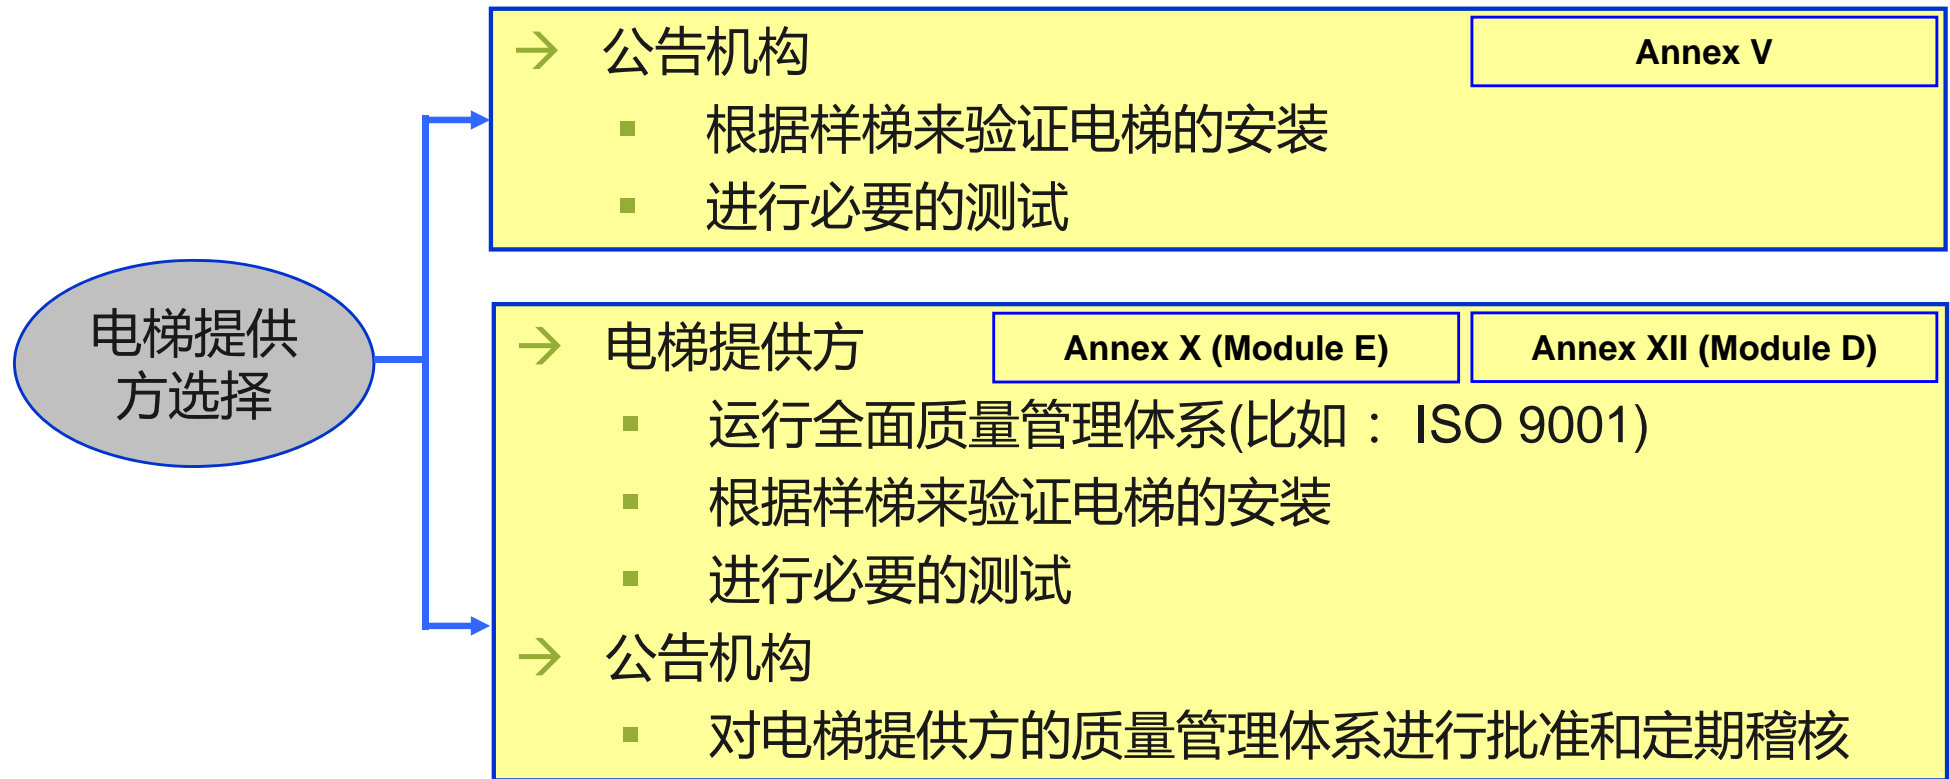 电梯提供
方选择
公告机构
Annex V
根据样梯来验证电梯的安装
进行必要的测试
电梯提供方
Annex X (Module E)
Annex XII (Module D)
运行全面质量管理体系(比如： ISO 9001)
根据样梯来验证电梯的安装
进行必要的测试
公告机构
对电梯提供方的质量管理体系进行批准和定期稽核